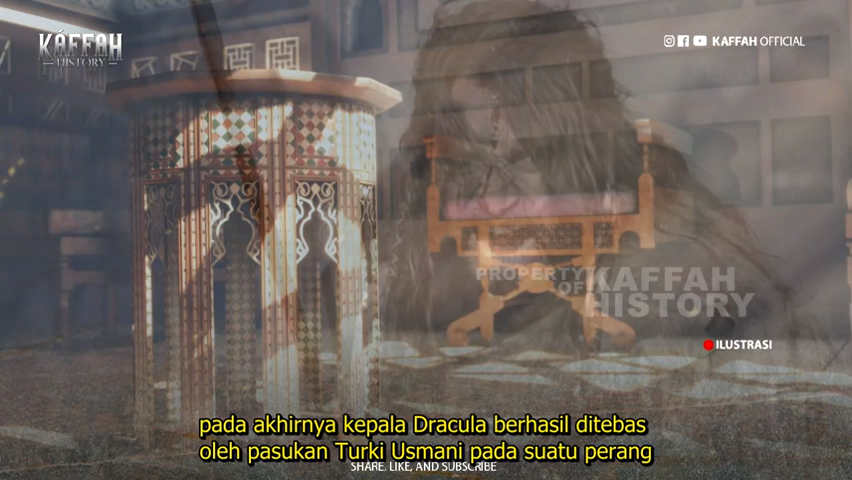 KÁFFAH
HISTORY
KAFFAH OFFICIAL
PROPERTY OF KAFFAH HISTORY
ILUSTRASI
pada akhirnya kepala Dracula berhasil ditebas
oleh pasukan Turki Usmani pada suatu perang
SHARE, LIKE, AND SUBSCRIBE